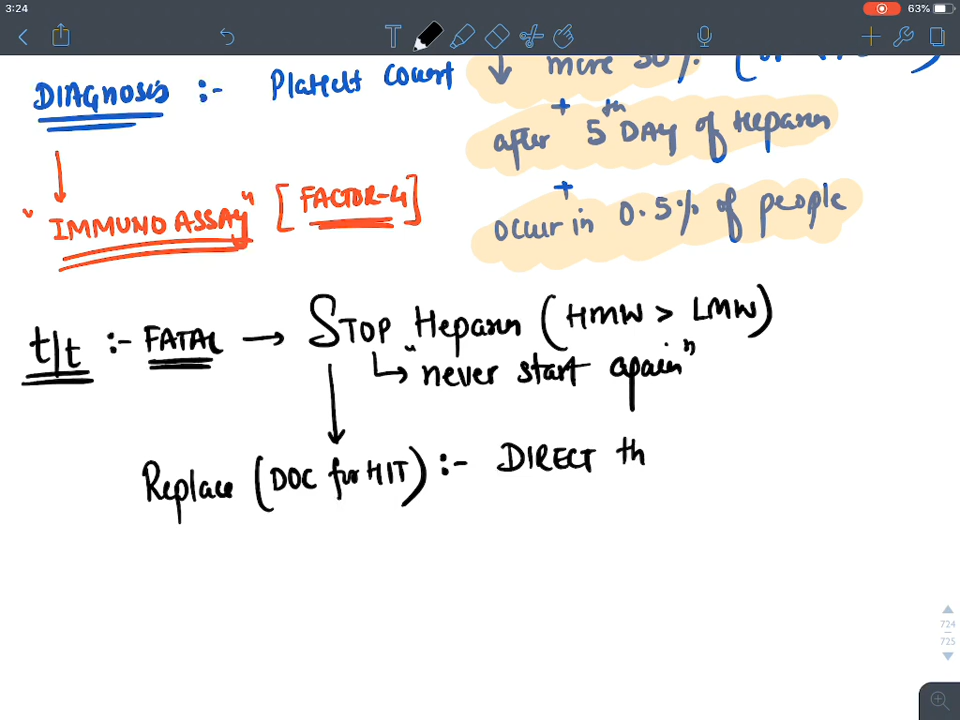 3:24
63%
T
DIAGNOSIS :- Platelet Count
more 30%
+
after 5th DAY of Heparin
+
occur in 0.5% of people
"IMMUNO ASSAY" [FACTOR-4]
t/t :- FATAL → STOP Heparin (HMW > LMW)
"never start again"
Replace (DOC for HIT) :- DIRECT th
724
725